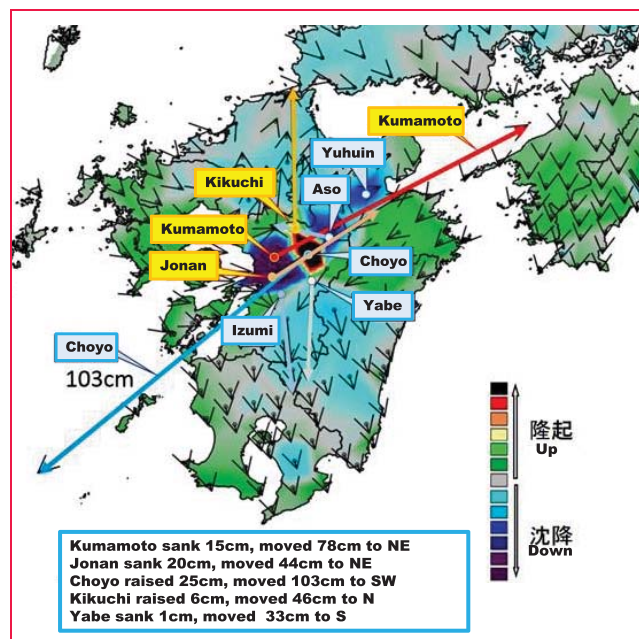 Kumamoto
Yuhuin
Kikuchi
Aso
Kumamoto
Jonan
Choyo
Yabe
Izumi
Choyo
103cm
隆起
Up
沈降
Down
Kumamoto sank 15cm, moved 78cm to NE
Jonan sank 20cm, moved 44cm to NE
Choyo raised 25cm, moved 103cm to SW
Kikuchi raised 6cm, moved 46cm to N
Yabe sank 1cm, moved 33cm to S